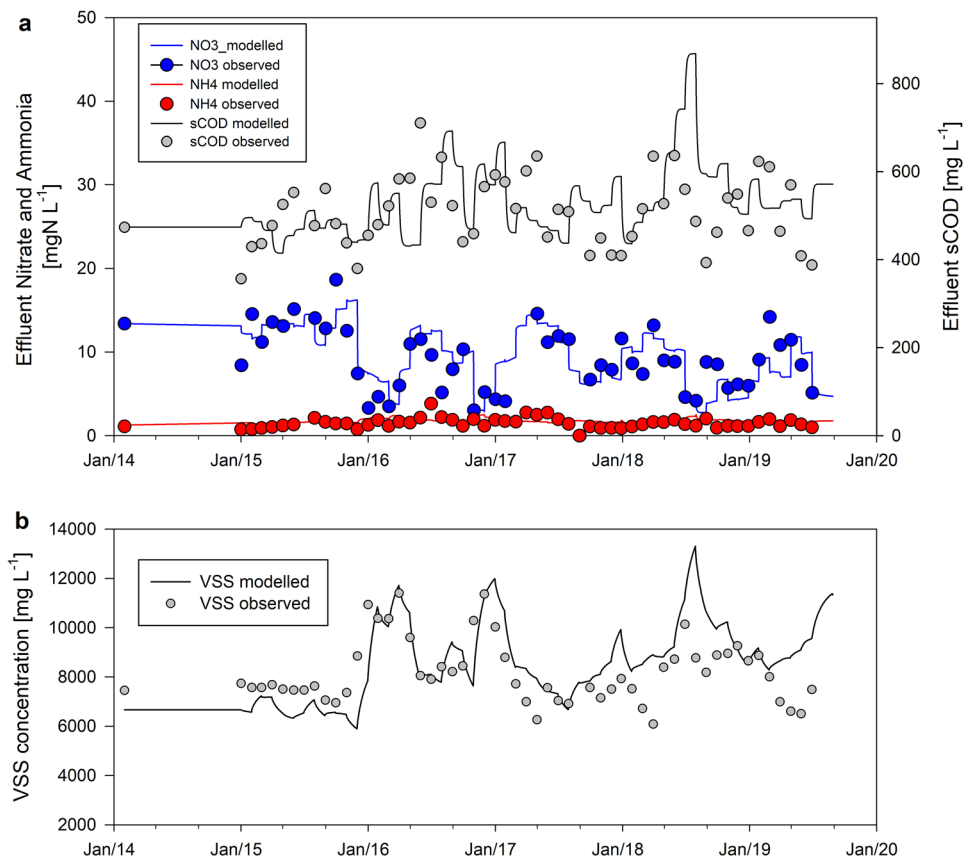 a
50
40
30
20
10
0
Effluent Nitrate and Ammonia
[mgN L-1]
NO3_modelled
NO3 observed
NH4 modelled
NH4 observed
sCOD modelled
sCOD observed
800
600
400
200
0
Effluent sCOD [mg L-1]
Jan/14 Jan/15 Jan/16 Jan/17 Jan/18 Jan/19 Jan/20
b
14000
12000
10000
8000
6000
4000
2000
VSS concentration [mg L-1]
VSS modelled
VSS observed
Jan/14 Jan/15 Jan/16 Jan/17 Jan/18 Jan/19 Jan/20